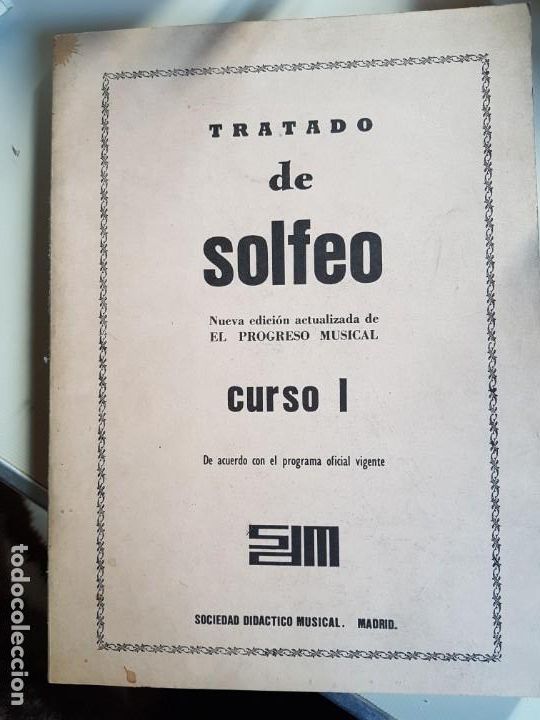 TRATADO
de
solfeo
Nueva edición actualizada de
EL PROGRESO MUSICAL
curso I
De acuerdo con el programa oficial vigente
sdm
SOCIEDAD DIDACTICO MUSICAL. MADRID.
todocoleccion